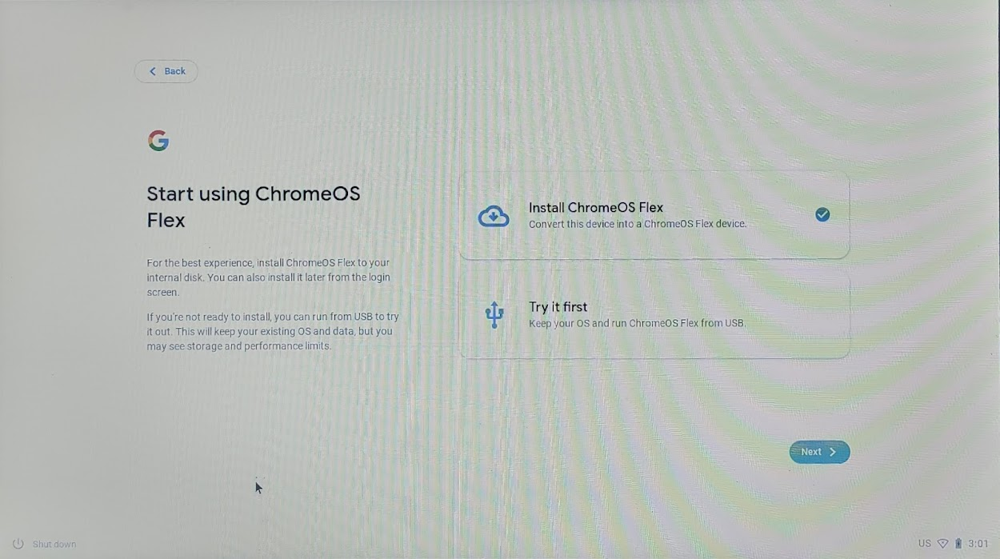 Back
Start using ChromeOS
Flex
For the best experience, install ChromeOS Flex to your
internal disk. You can also install it later from the login
screen.
If you're not ready to install, you can run from USB to try
it out. This will keep your existing OS and data, but you
may see storage and performance limits.
Install ChromeOS Flex
Convert this device into a ChromeOS Flex device.
Try it first
Keep your OS and run ChromeOS Flex from USB.
Next
Shut down
US 3:01